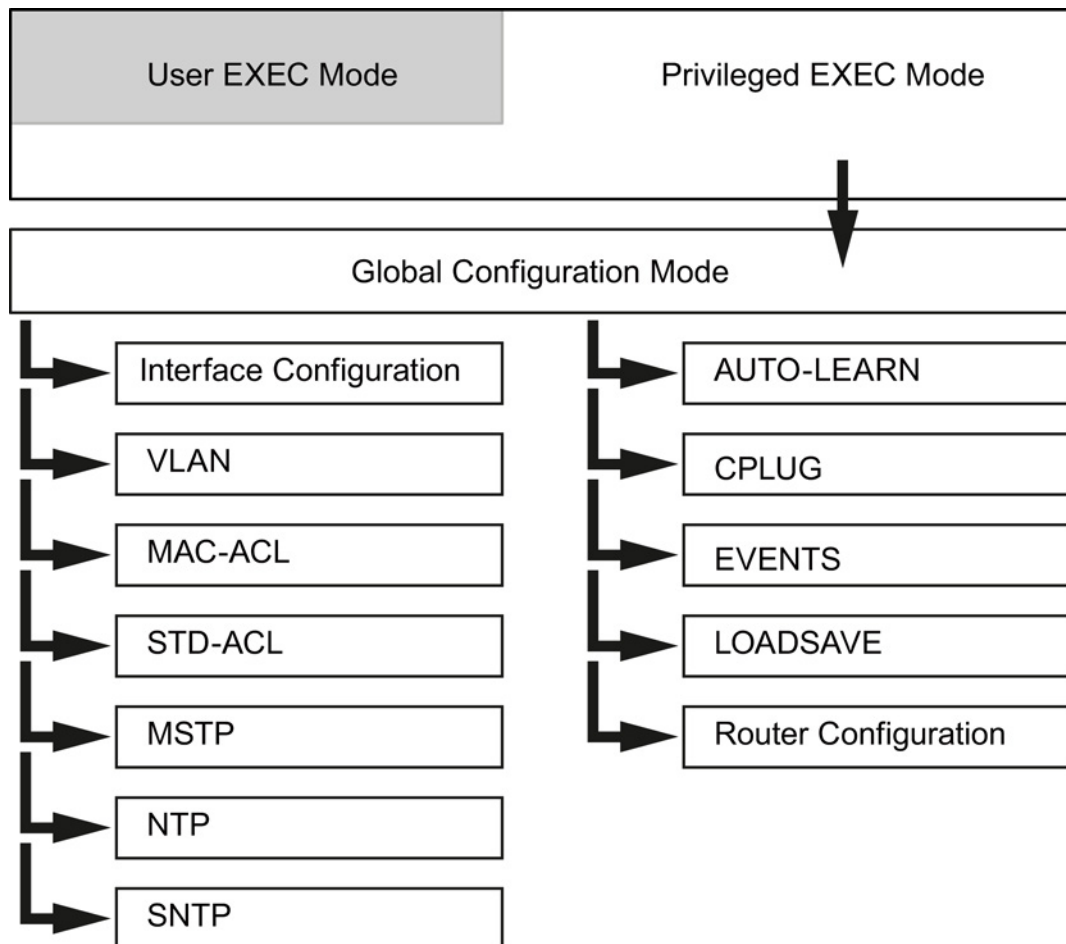 User EXEC Mode
Privileged EXEC Mode
Global Configuration Mode
Interface Configuration
VLAN
MAC-ACL
STD-ACL
MSTP
NTP
SNTP
AUTO-LEARN
CPLUG
EVENTS
LOADSAVE
Router Configuration